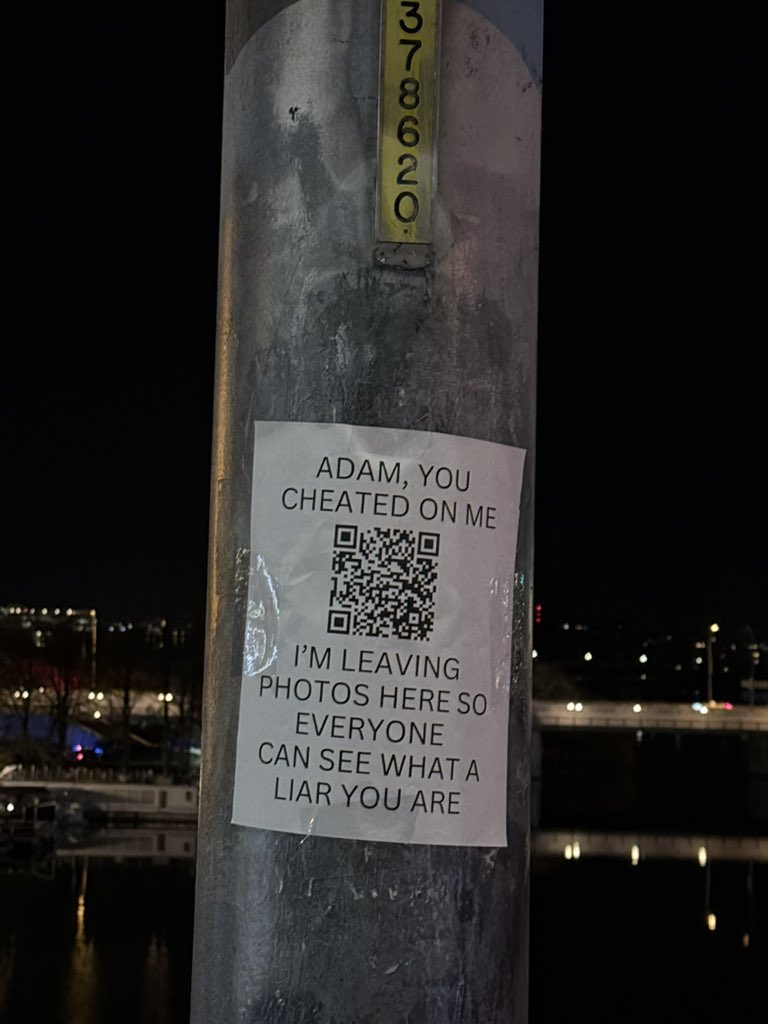 378620
ADAM, YOU
CHEATED ON ME
I'M LEAVING
PHOTOS HERE SO
EVERYONE
CAN SEE WHAT A
LIAR YOU ARE